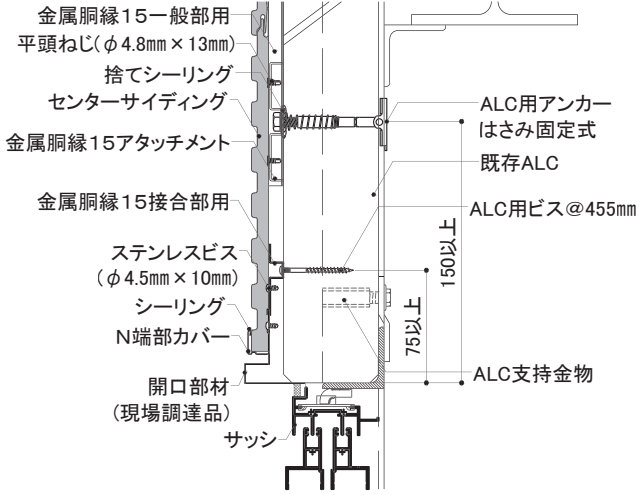 金属胴縁15一般部用
平頭ねじ(φ4.8mm×13mm)
捨てシーリング
センターサイディング
金属胴縁15アタッチメント
金属胴縁15接合部用
ステンレスビス
(φ4.5mm×10mm)
シーリング
N端部カバー
開口部材
(現場調達品)
サッシ
ALC用アンカー
はさみ固定式
既存ALC
ALC用ビス@455mm
150以上
75以上
ALC支持金物